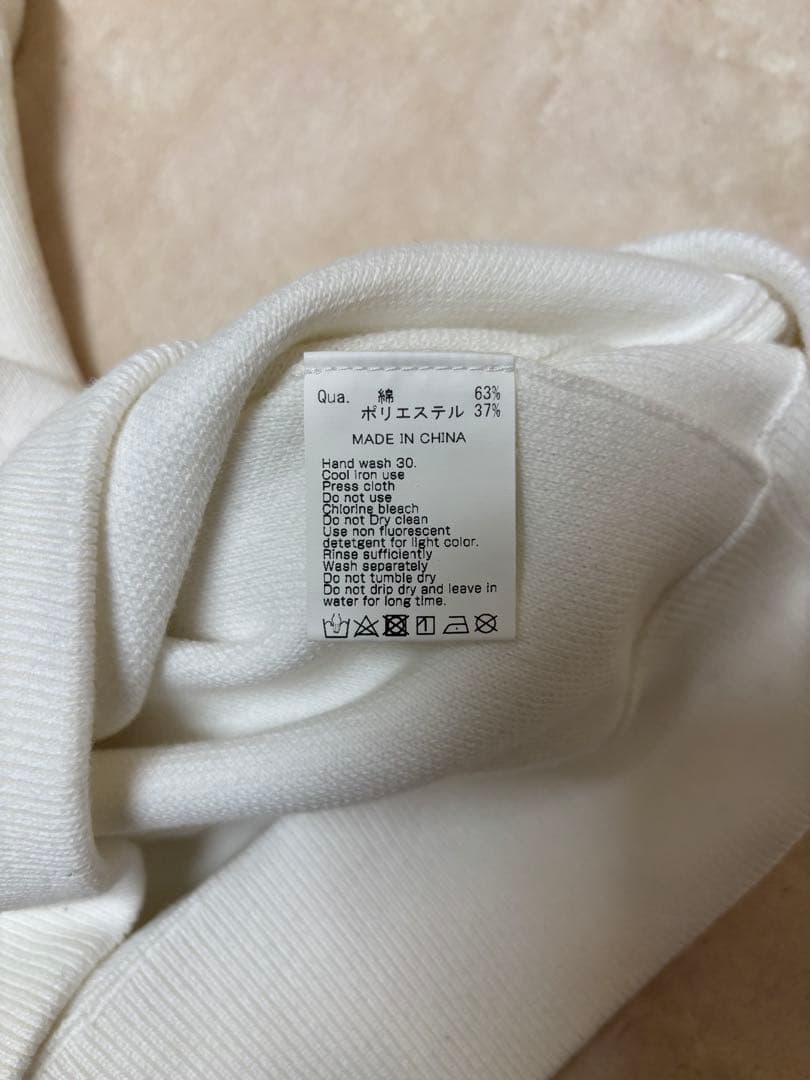 Qua. 綿 63%
ポリエステル 37%
MADE IN CHINA
Hand wash 30.
Cool iron use
Press cloth
Do not use
Chlorine bleach
Do not Dry clean
Use non fluorescent
detetgent for light color.
Rinse sufficiently
Wash separately
Do not tumble dry
Do not drip dry and leave in
water for long time.